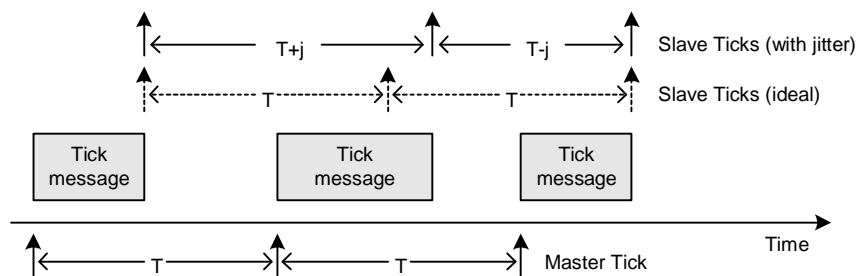 T+j
T-j
Slave Ticks (with jitter)
T
T
Slave Ticks (ideal)
Tick
message
Tick
message
Tick
message
Time
T
T
Master Tick